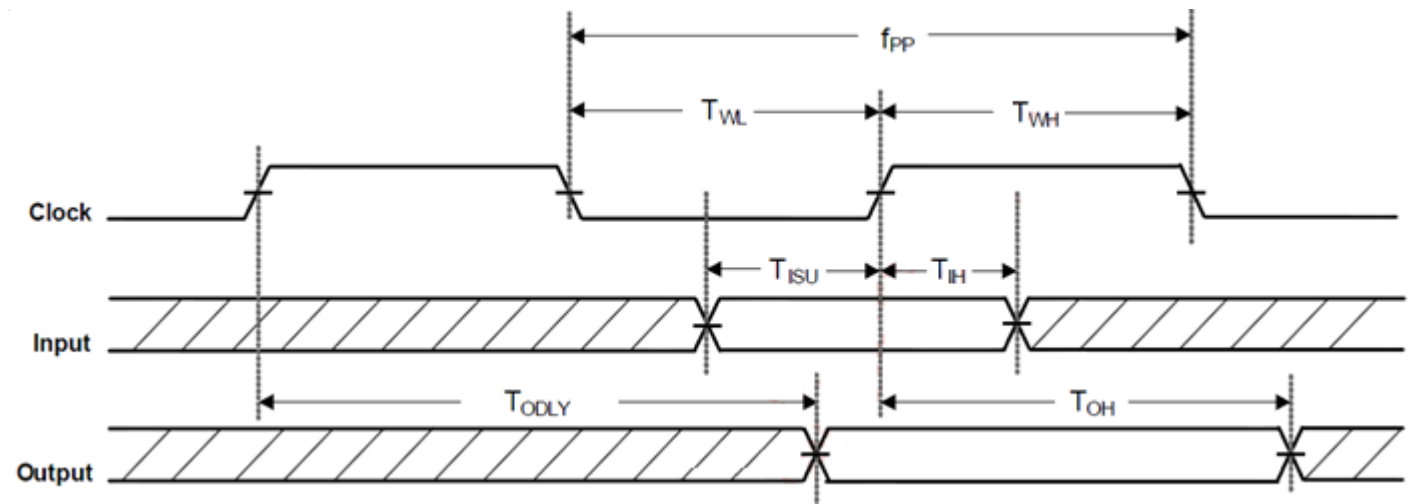 fPP
TWL TWH
Clock
TISU TIH
Input
TODLY TOH
Output